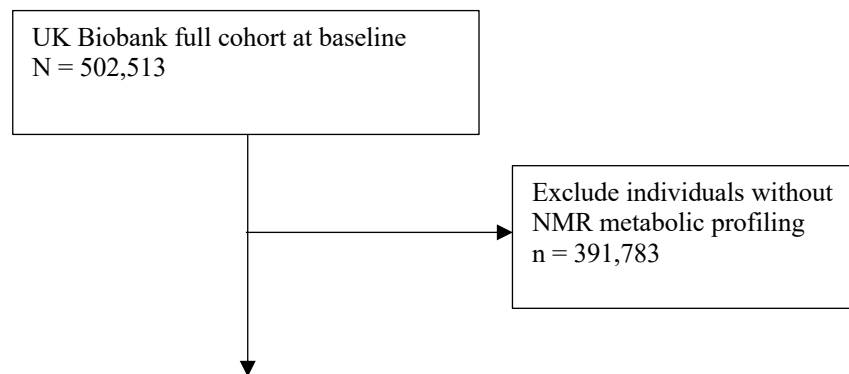 UK Biobank full cohort at baseline
N = 502,513
Exclude individuals without
NMR metabolic profiling
n = 391,783